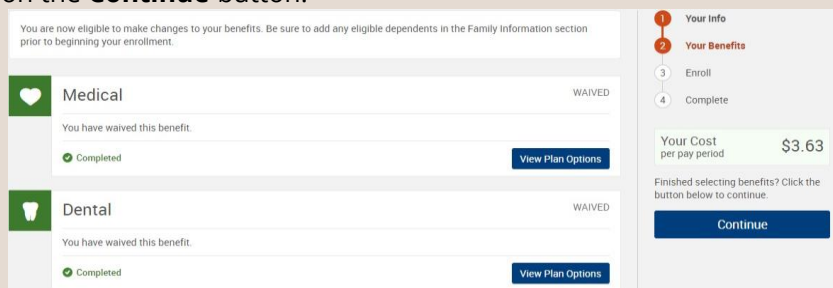 on the Continue button.
You are now eligible to make changes to your benefits. Be sure to add any eligible dependents in the Family Information section
prior to beginning your enrollment.
Medical
WAIVED
You have waived this benefit.
Completed
View Plan Options
Dental
WAIVED
You have waived this benefit.
Completed
View Plan Options
1 Your Info
2 Your Benefits
3 Enroll
4 Complete
Your Cost
per pay period
$3.63
Finished selecting benefits? Click the
button below to continue.
Continue